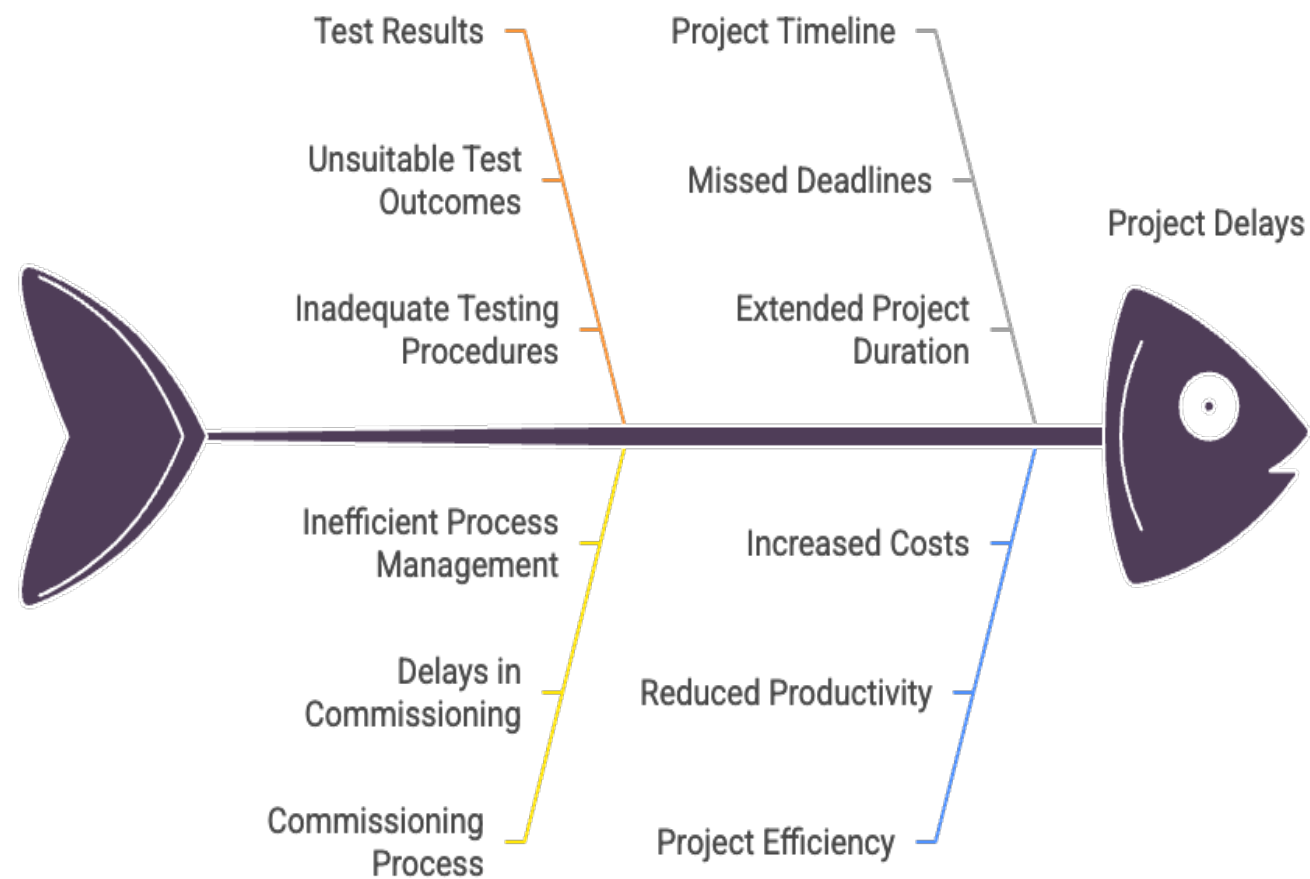 Test Results
Unsuitable Test
Outcomes
Inadequate Testing
Procedures
Project Timeline
Missed Deadlines
Extended Project
Duration
Project Delays
Inefficient Process
Management
Delays in
Commissioning
Commissioning
Process
Increased Costs
Reduced Productivity
Project Efficiency